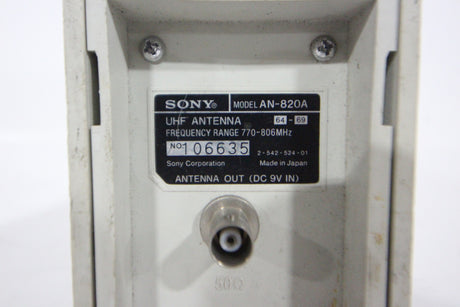 SONY® MODEL AN-820A
UHF ANTENNA 64 - 69
FREQUENCY RANGE 770-806MHz
NO. 106635 2-542-524-01
Sony Corporation Made in Japan
ANTENNA OUT (DC 9V IN)
50Ω